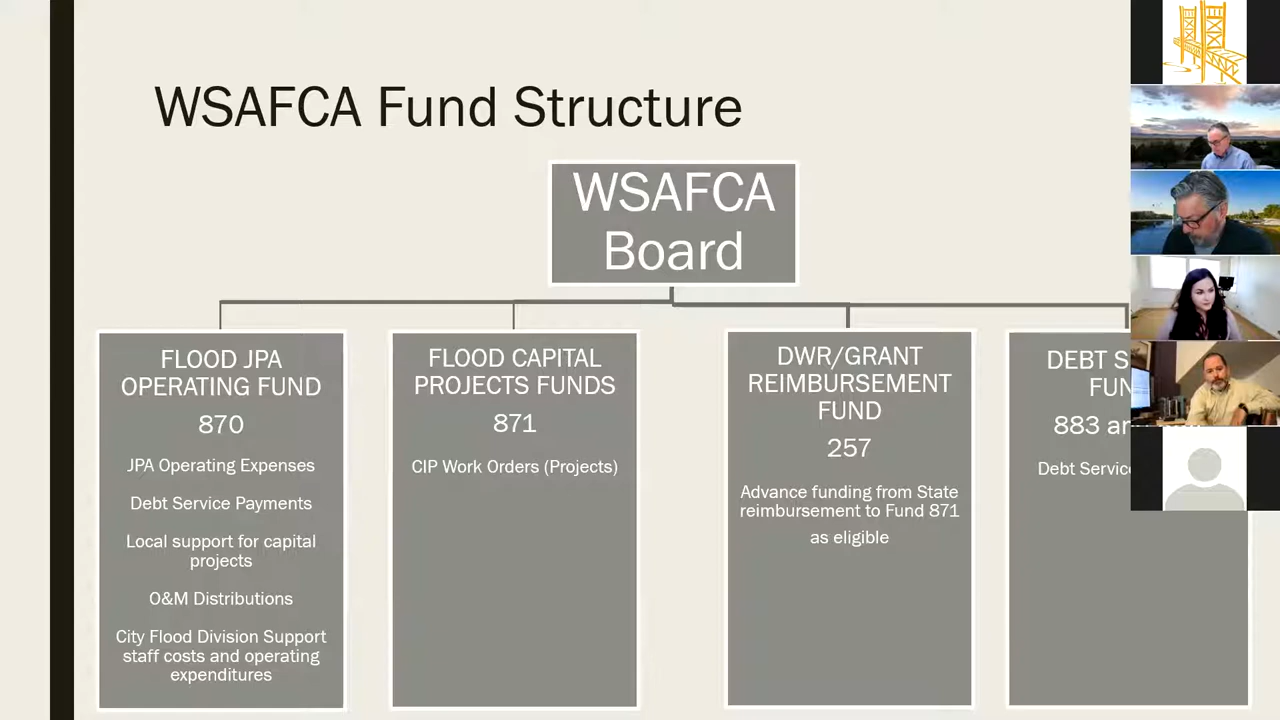 WSAFCA Fund Structure
WSAFCA
Board
FLOOD JPA
OPERATING FUND
870
JPA Operating Expenses
Debt Service Payments
Local support for capital
projects
O&M Distributions
City Flood Division Support
staff costs and operating
expenditures
FLOOD CAPITAL
PROJECTS FUNDS
871
CIP Work Orders (Projects)
DWR/GRANT
REIMBURSEMENT
FUND
257
Advance funding from State
reimbursement to Fund 871
as eligible
DEBT
883
Debt Service